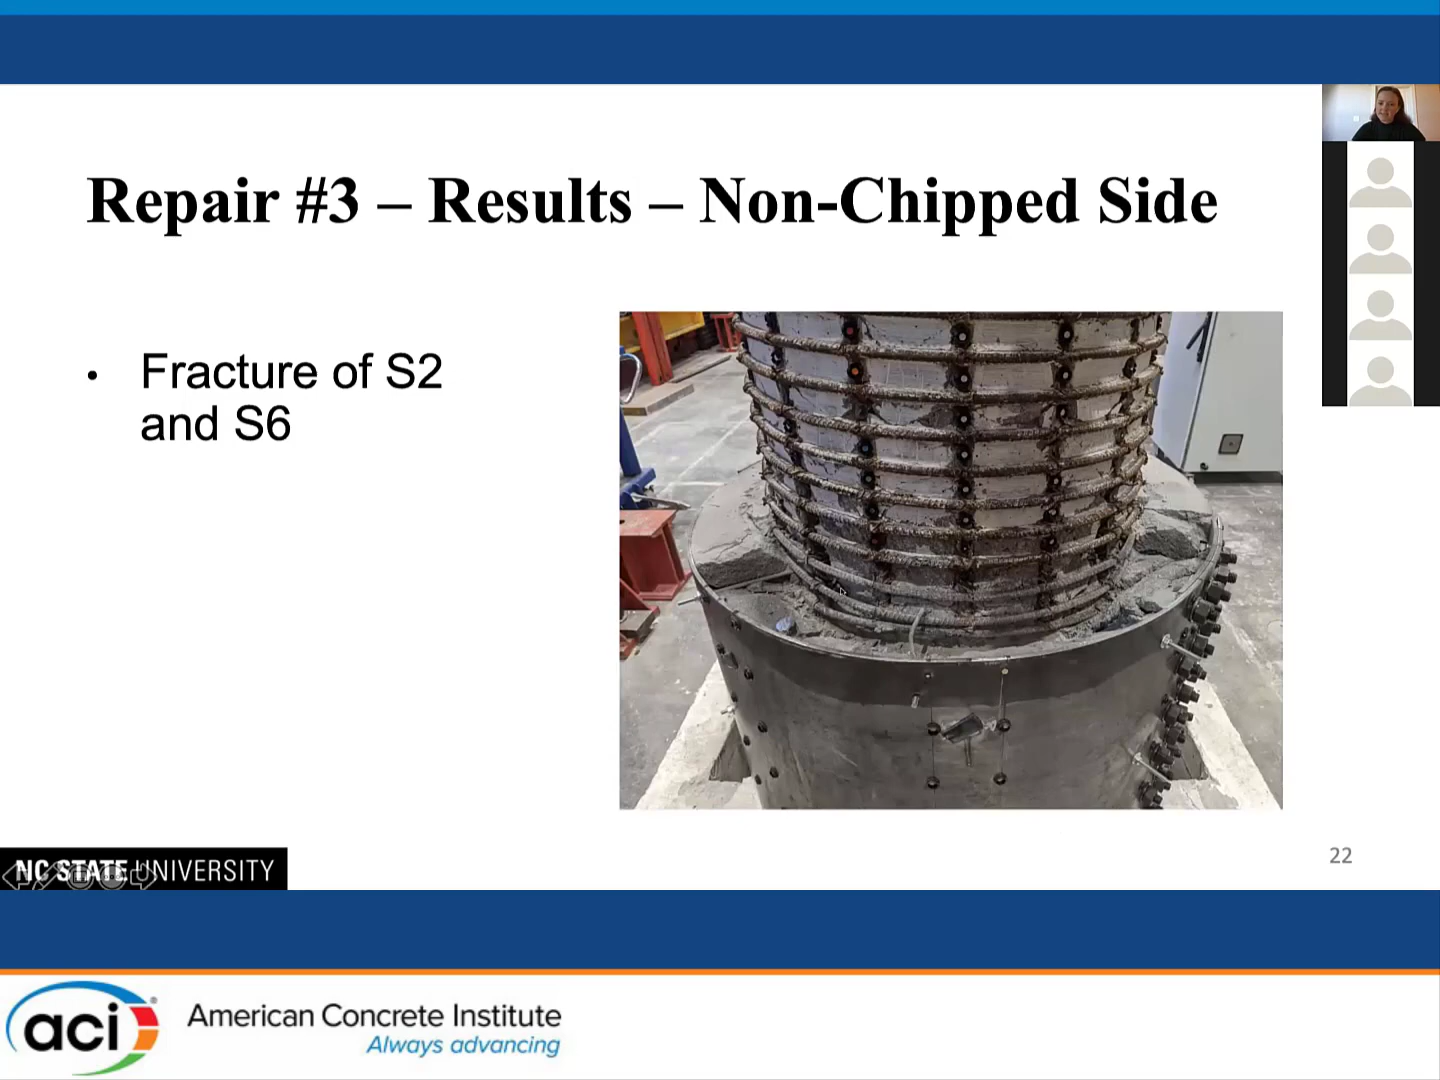 Repair #3 – Results – Non-Chipped Side
• Fracture of S2
and S6
22
NC STATE UNIVERSITY
aci
American Concrete Institute
Always advancing